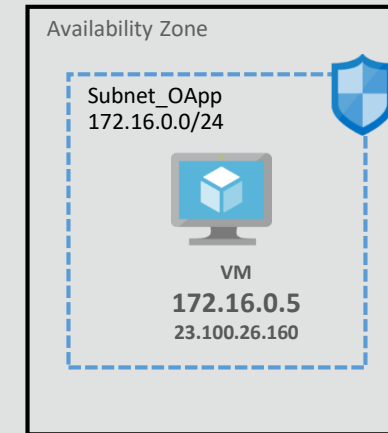 Availability Zone
Subnet_OApp
172.16.0.0/24
VM
172.16.0.5
23.100.26.160